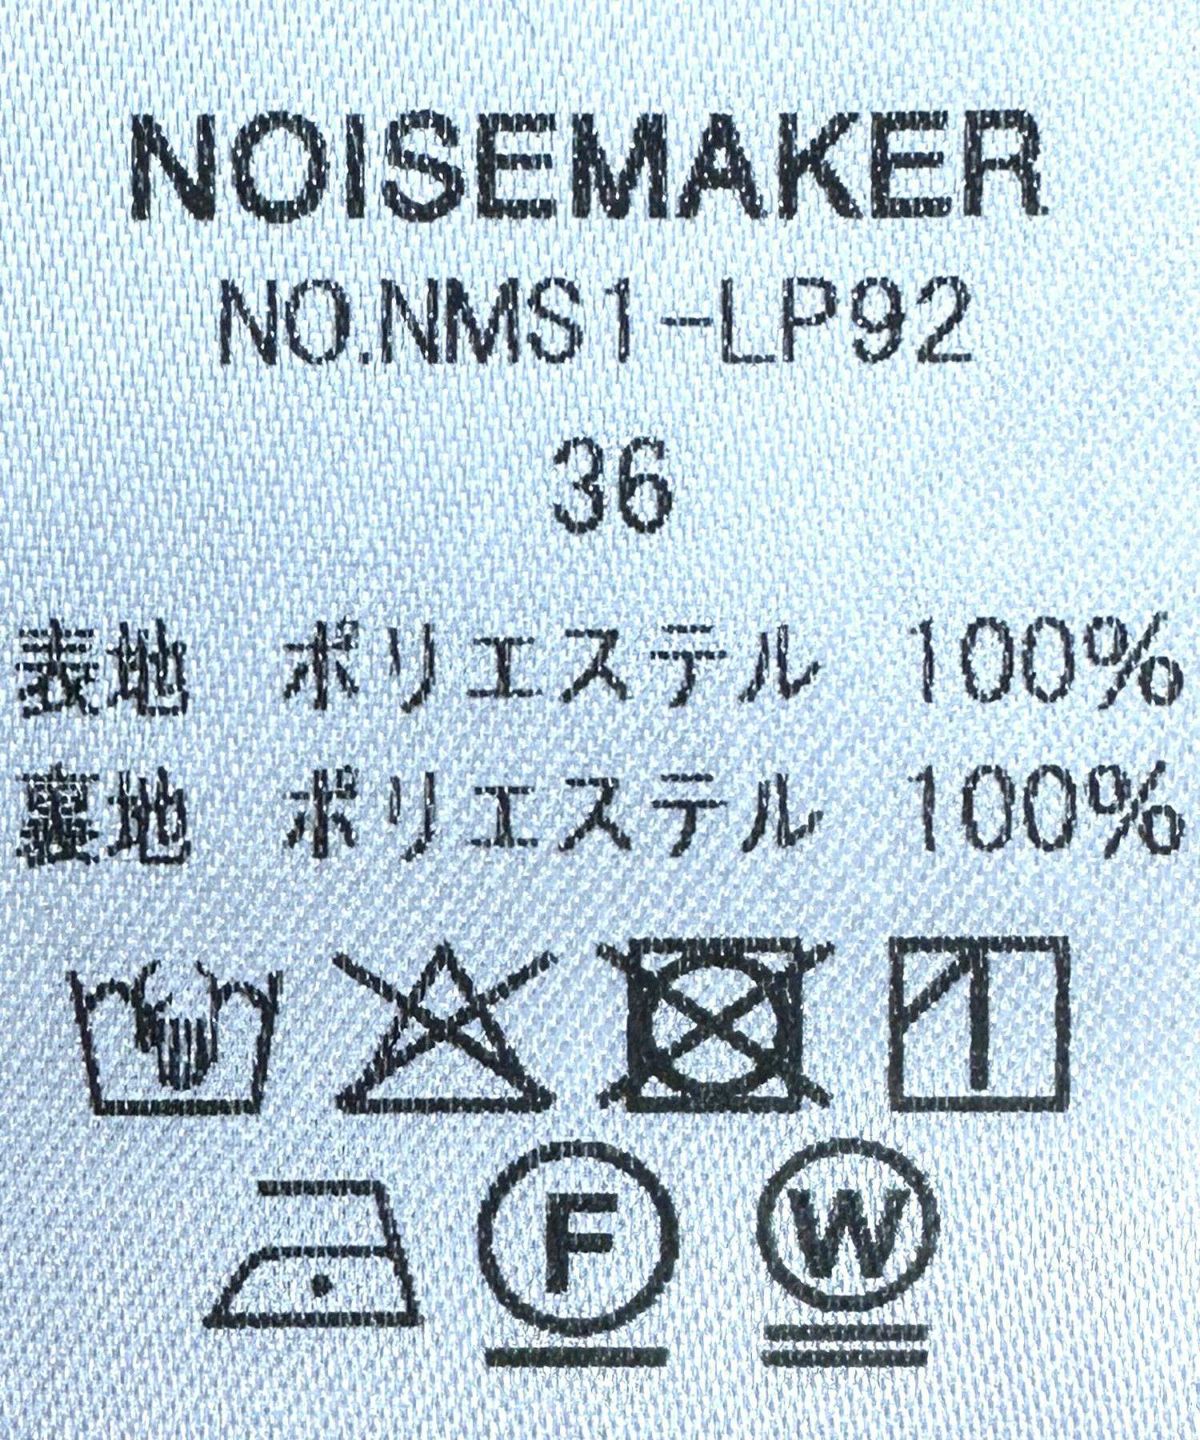 NOISEMAKER
NO.NMS1-LP92
36
表地 ポリエステル 100%
裏地 ポリエステル 100%
F W